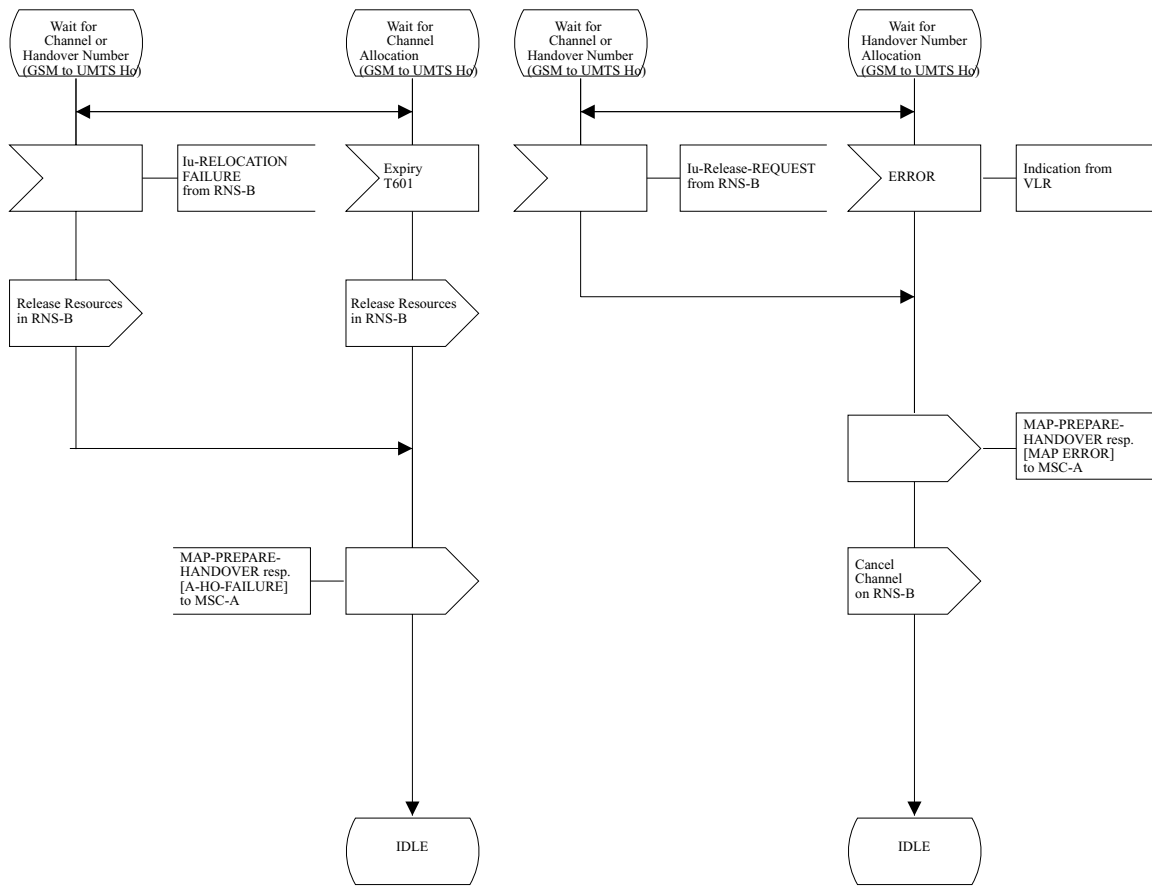 Wait for
Channel or
Handover Number
(GSM to UMTS Ho)
Wait for
Channel
Allocation
(GSM to UMTS Ho)
Wait for
Channel or
Handover Number
(GSM to UMTS Ho)
Wait for
Handover Number
Allocation
(GSM to UMTS Ho)
Iu-RELOCATION
FAILURE
from RNS-B
Expiry
T601
Iu-Release-REQUEST
from RNS-B
ERROR
Indication from
VLR
Release Resources
in RNS-B
Release Resources
in RNS-B
MAP-PREPARE-
HANDOVER resp.
[MAP ERROR]
to MSC-A
MAP-PREPARE-
HANDOVER resp.
[A-HO-FAILURE]
to MSC-A
Cancel
Channel
on RNS-B
IDLE
IDLE